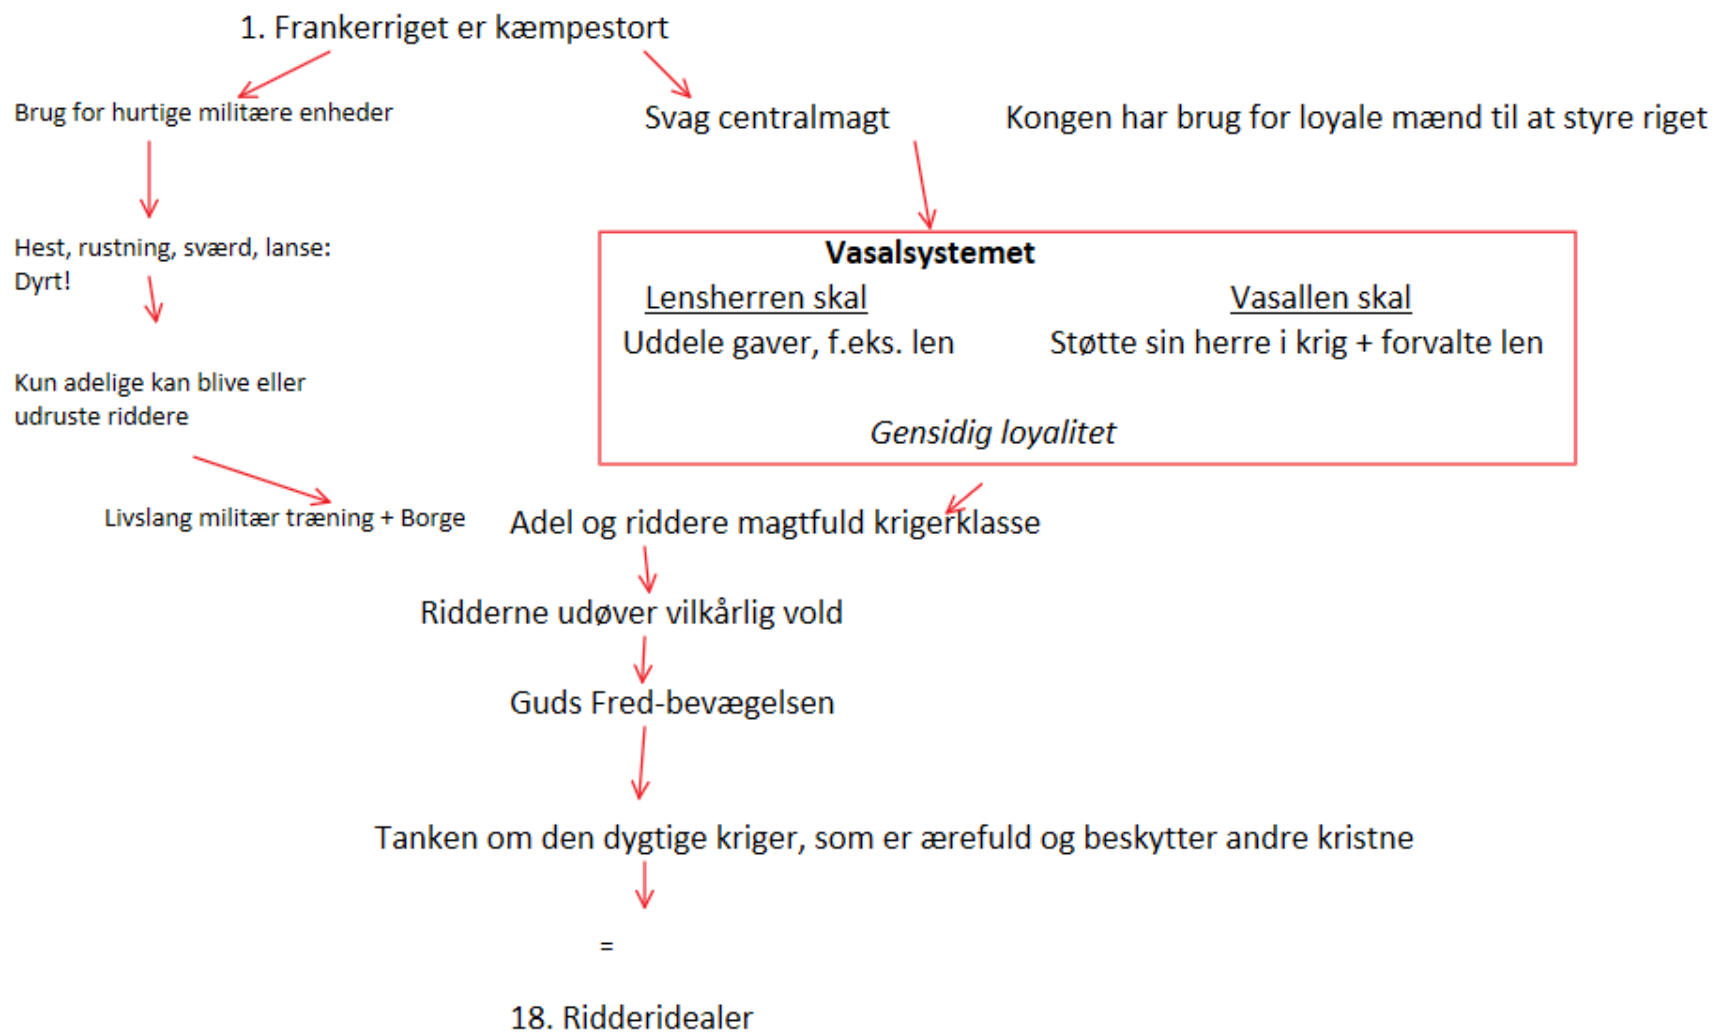 1. Frankerriget er kæmpestort
Brug for hurtige militære enheder
Svag centralmagt
Kongen har brug for loyale mænd til at styre riget
Hest, rustning, sværd, lanse:
Dyrt!
Vasalsystemet
Lensherren skal
Vasallen skal
Uddele gaver, f.eks. len
Støtte sin herre i krig + forvalte len
Kun adelige kan blive eller
udruste riddere
Gensidig loyalitet
Livslang militær træning + Borge
Adel og riddere magtfuld krigerklasse
Ridderne udøver vilkårlig vold
Guds Fred-bevægelsen
Tanken om den dygtige kriger, som er ærefuld og beskytter andre kristne
=
18. Ridderidealer